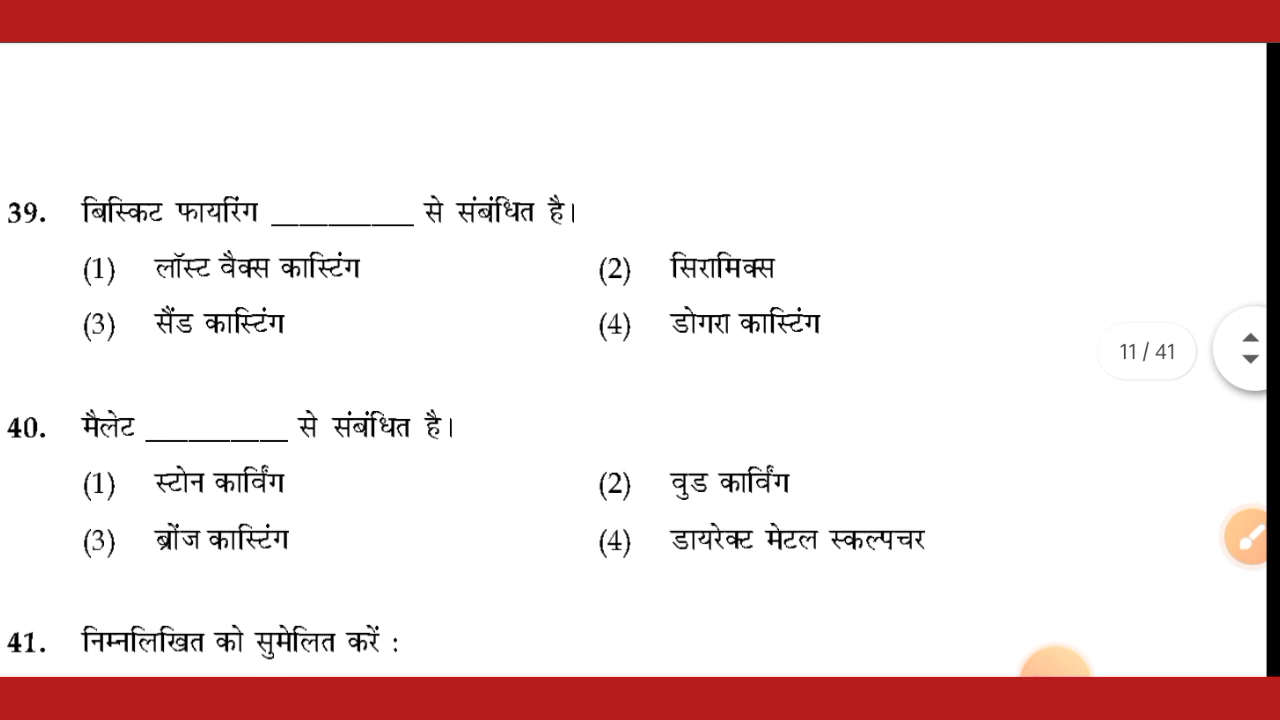 39. बिस्किट फायरिंग __________ से संबंधित है।
(1) लॉस्ट वैक्स कास्टिंग (2) सिरामिक्स
(3) सैंड कास्टिंग (4) डोगरा कास्टिंग
11 / 41
40. मैलेट __________ से संबंधित है।
(1) स्टोन कार्विंग (2) वुड कार्विंग
(3) ब्रोंज कास्टिंग (4) डायरेक्ट मेटल स्कल्पचर
41. निम्नलिखित को सुमेलित करें :